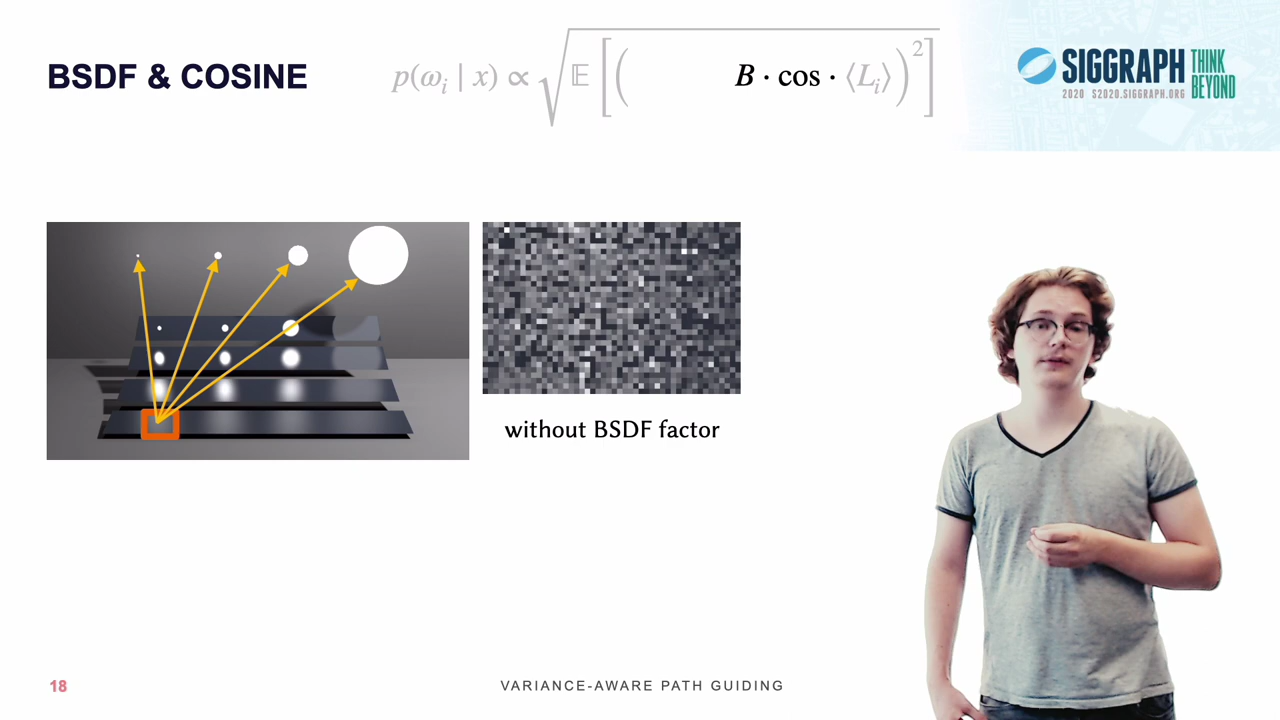 BSDF & COSINE
p(ωᵢ | x) ∝ √𝔼[( B · cos · ⟨Lᵢ⟩)²]
SIGGRAPH THINK BEYOND
2020 S2020.SIGGRAPH.ORG
without BSDF factor
18
VARIANCE-AWARE PATH GUIDING